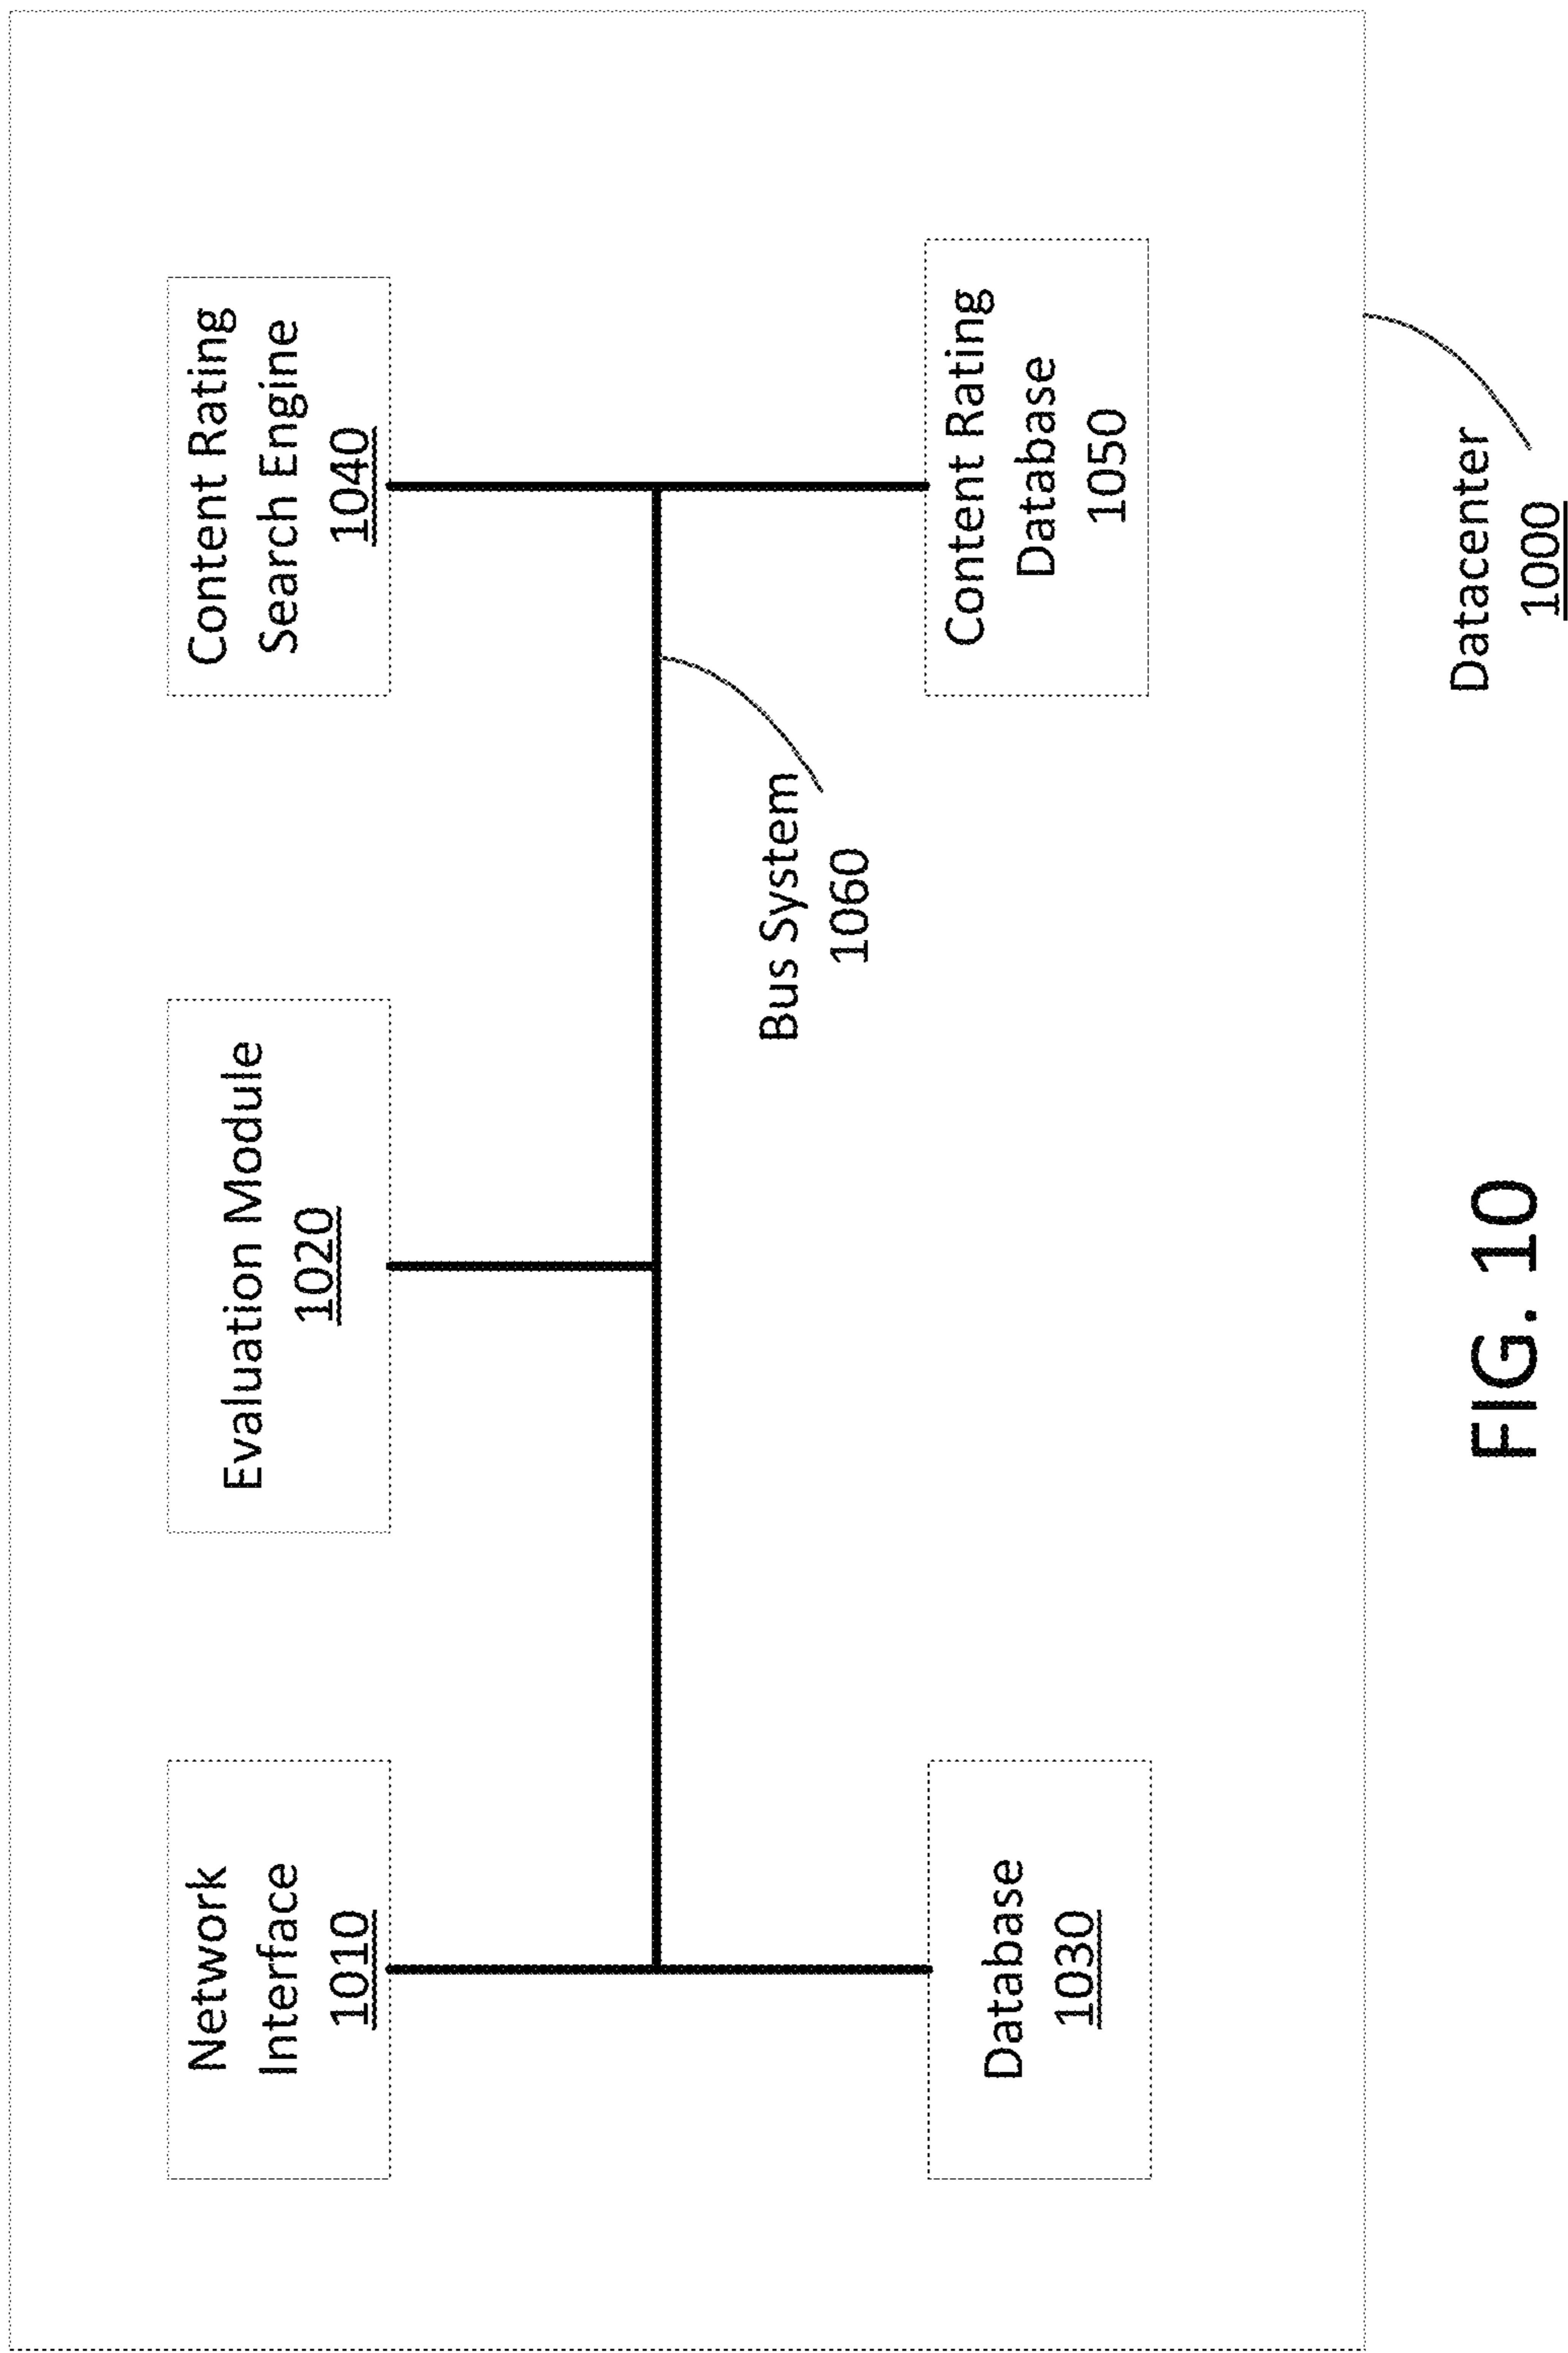 Network
Interface
1010
Evaluation Module
1020
Content Rating
Search Engine
1040
Bus System
1060
Database
1030
Content Rating
Database
1050
Datacenter
1000
FIG. 10